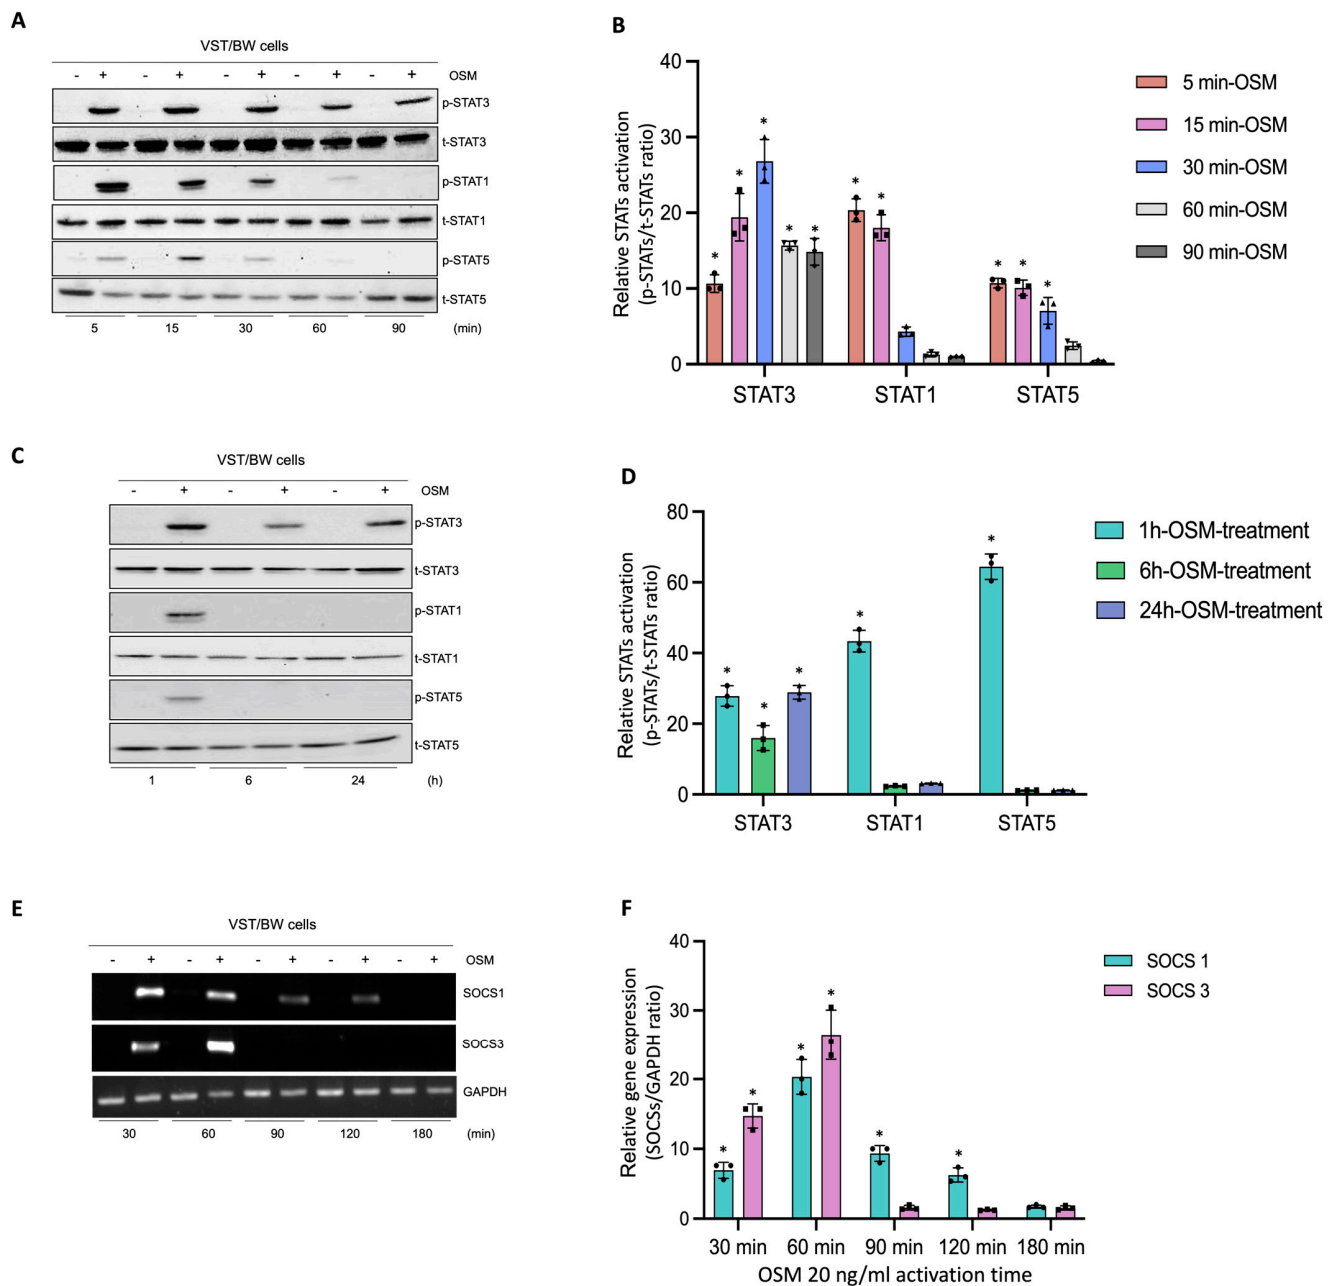 A
VST/BW cells
- + - + - + - + - + OSM
p-STAT3
t-STAT3
p-STAT1
t-STAT1
p-STAT5
t-STAT5
5 15 30 60 90 (min)
B
Relative STATs activation
(p-STATs/t-STATs ratio)
40
30
20
10
0
* * * * * * * * * *
STAT3 STAT1 STAT5
5 min-OSM
15 min-OSM
30 min-OSM
60 min-OSM
90 min-OSM
C
VST/BW cells
- + - + - + OSM
p-STAT3
t-STAT3
p-STAT1
t-STAT1
p-STAT5
t-STAT5
1 6 24 (h)
D
Relative STATs activation
(p-STATs/t-STATs ratio)
80
60
40
20
0
* * * * *
STAT3 STAT1 STAT5
1h-OSM-treatment
6h-OSM-treatment
24h-OSM-treatment
E
VST/BW cells
- + - + - + - + - + OSM
SOCS1
SOCS3
GAPDH
30 60 90 120 180 (min)
F
Relative gene expression
(SOCSs/GAPDH ratio)
40
30
20
10
0
* * * * * *
30 min 60 min 90 min 120 min 180 min
OSM 20 ng/ml activation time
SOCS 1
SOCS 3